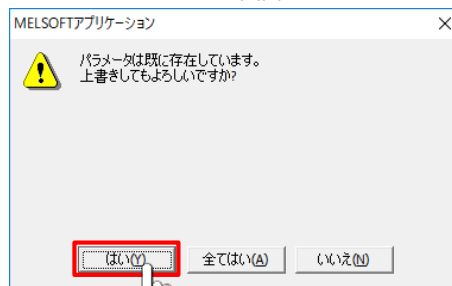 MELSOFTアプリケーション
パラメータは既に存在しています。
上書きしてもよろしいですか?
はい(Y) 全てはい(A) いいえ(N)